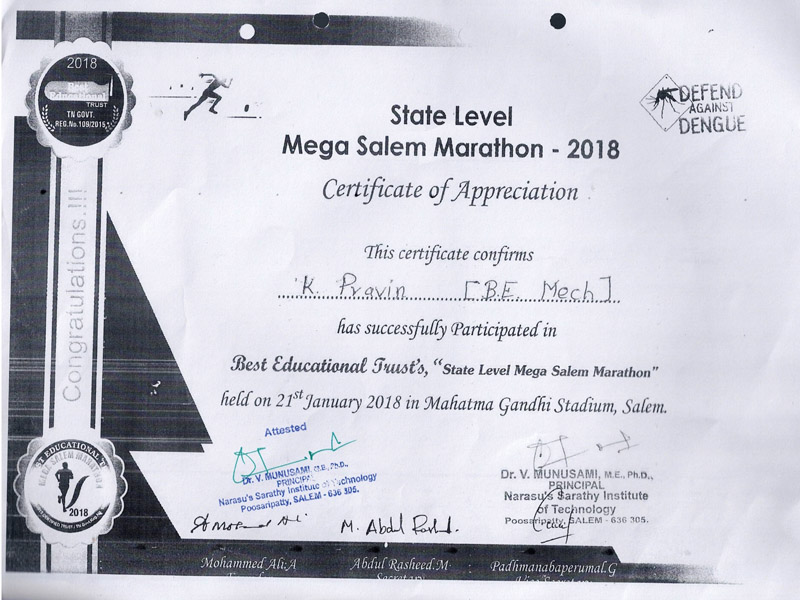 2018
Best
Educational
TRUST
TN GOVT.
REG.No.109/2015
Congratulations.!!!
DEFEND
AGAINST
DENGUE
State Level
Mega Salem Marathon - 2018
Certificate of Appreciation
This certificate confirms
K. Pravin [B.E. Mech]
has successfully Participated in
Best Educational Trust's, "State Level Mega Salem Marathon"
held on 21st January 2018 in Mahatma Gandhi Stadium, Salem.
Attested
Dr. V. MUNUSAMI, M.E., Ph.D.,
PRINCIPAL
Narasu's Sarathy Institute of Technology
Poosaripatty, SALEM - 636 305.
Dr. V. MUNUSAMI, M.E., Ph.D.,
PRINCIPAL
Narasu's Sarathy Institute
of Technology
Poosaripatty, SALEM - 636 305.
MEGA SALEM MARATHON
2018
M. Abdul Rashed.
Mohammed Ali.A
Abdul Rasheed.M
Secretary
Padhmanabaperumal.G